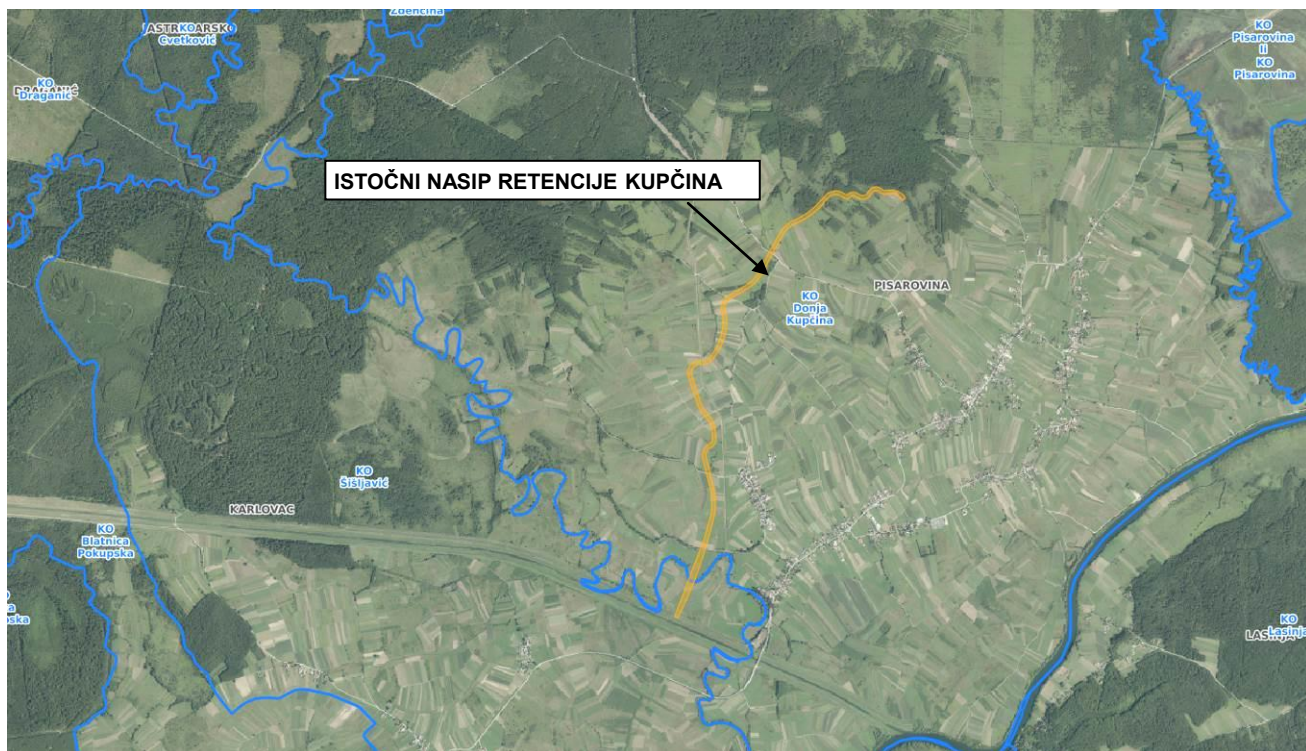 Zdenčina
KO
Cvetković
KO
Pisarovina
II
KO
Pisarovina
KO
Draganić
ISTOČNI NASIP RETENCIJE KUPČINA
PISAROVINA
KO
Donja
Kupčina
KO
Šišljavić
KARLOVAC
KO
Blatnica
Pokupska
KO
Lasinja